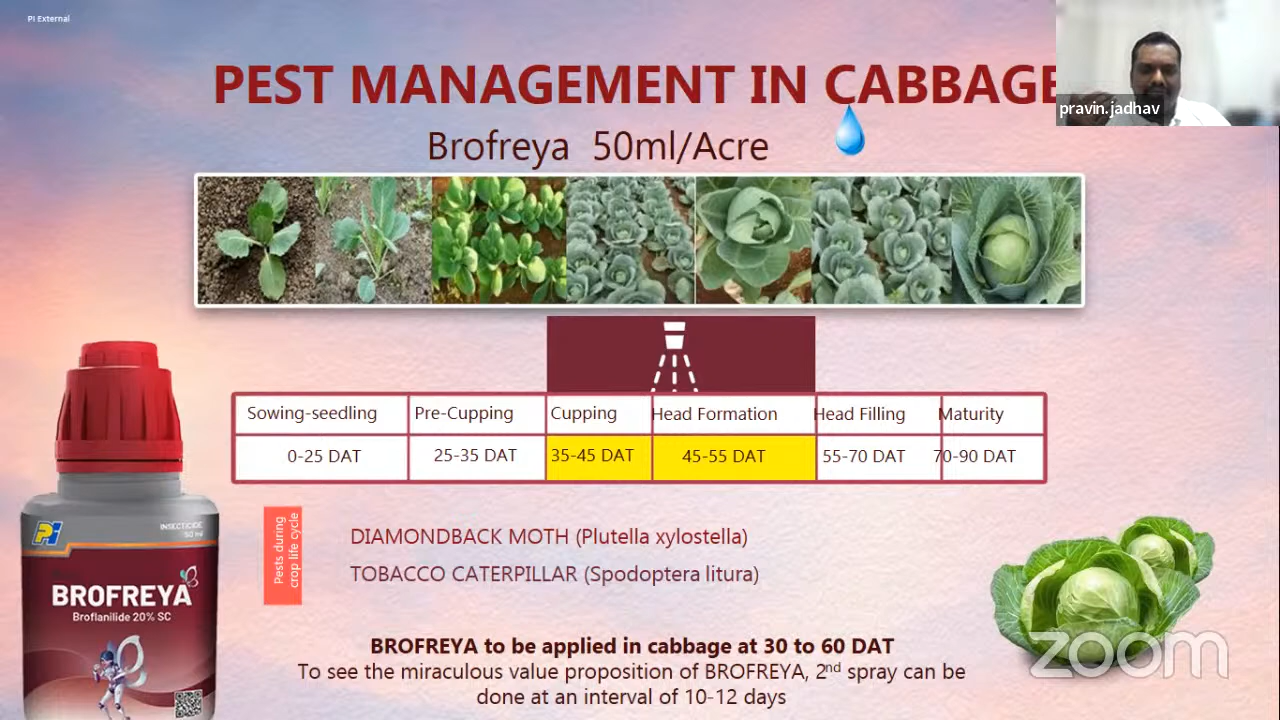 PI External
PEST MANAGEMENT IN CABBAGE
pravin.jadhav
Brofreya 50ml/Acre
Sowing-seedling Pre-Cupping Cupping Head Formation Head Filling Maturity
0-25 DAT 25-35 DAT 35-45 DAT 45-55 DAT 55-70 DAT 70-90 DAT
Pests during
crop life cycle
DIAMONDBACK MOTH (Plutella xylostella)
TOBACCO CATERPILLAR (Spodoptera litura)
PI
INSECTICIDE
50 ml
BROFREYA
Broflanilide 20% SC
BROFREYA to be applied in cabbage at 30 to 60 DAT
To see the miraculous value proposition of BROFREYA, 2nd spray can be
done at an interval of 10-12 days
zoom